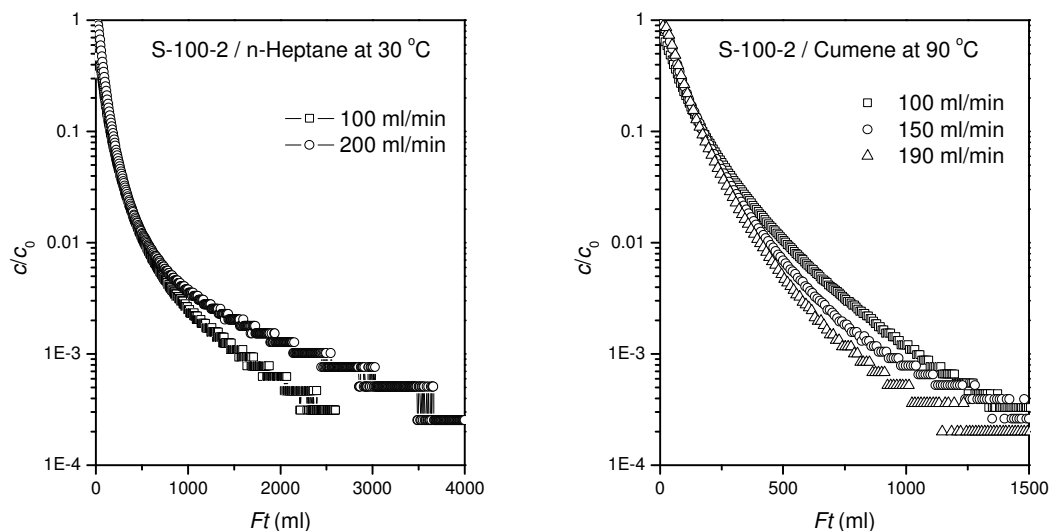 S-100-2 / n-Heptane at 30 °C
100 ml/min
200 ml/min
c/c0
1
0.1
0.01
1E-3
1E-4
0 1000 2000 3000 4000
Ft (ml)
S-100-2 / Cumene at 90 °C
100 ml/min
150 ml/min
190 ml/min
c/c0
1
0.1
0.01
1E-3
1E-4
0 500 1000 1500
Ft (ml)